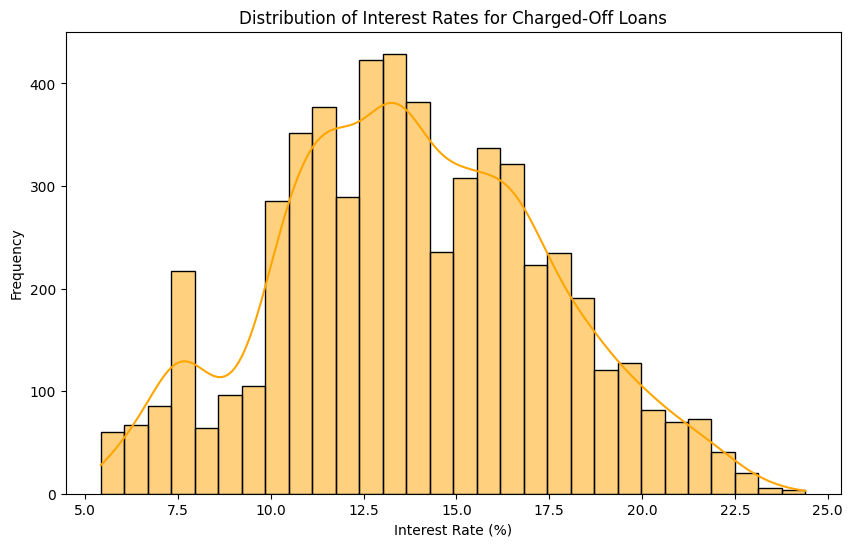 Distribution of Interest Rates for Charged-Off Loans
Frequency
400
300
200
100
0
5.0 7.5 10.0 12.5 15.0 17.5 20.0 22.5 25.0
Interest Rate (%)